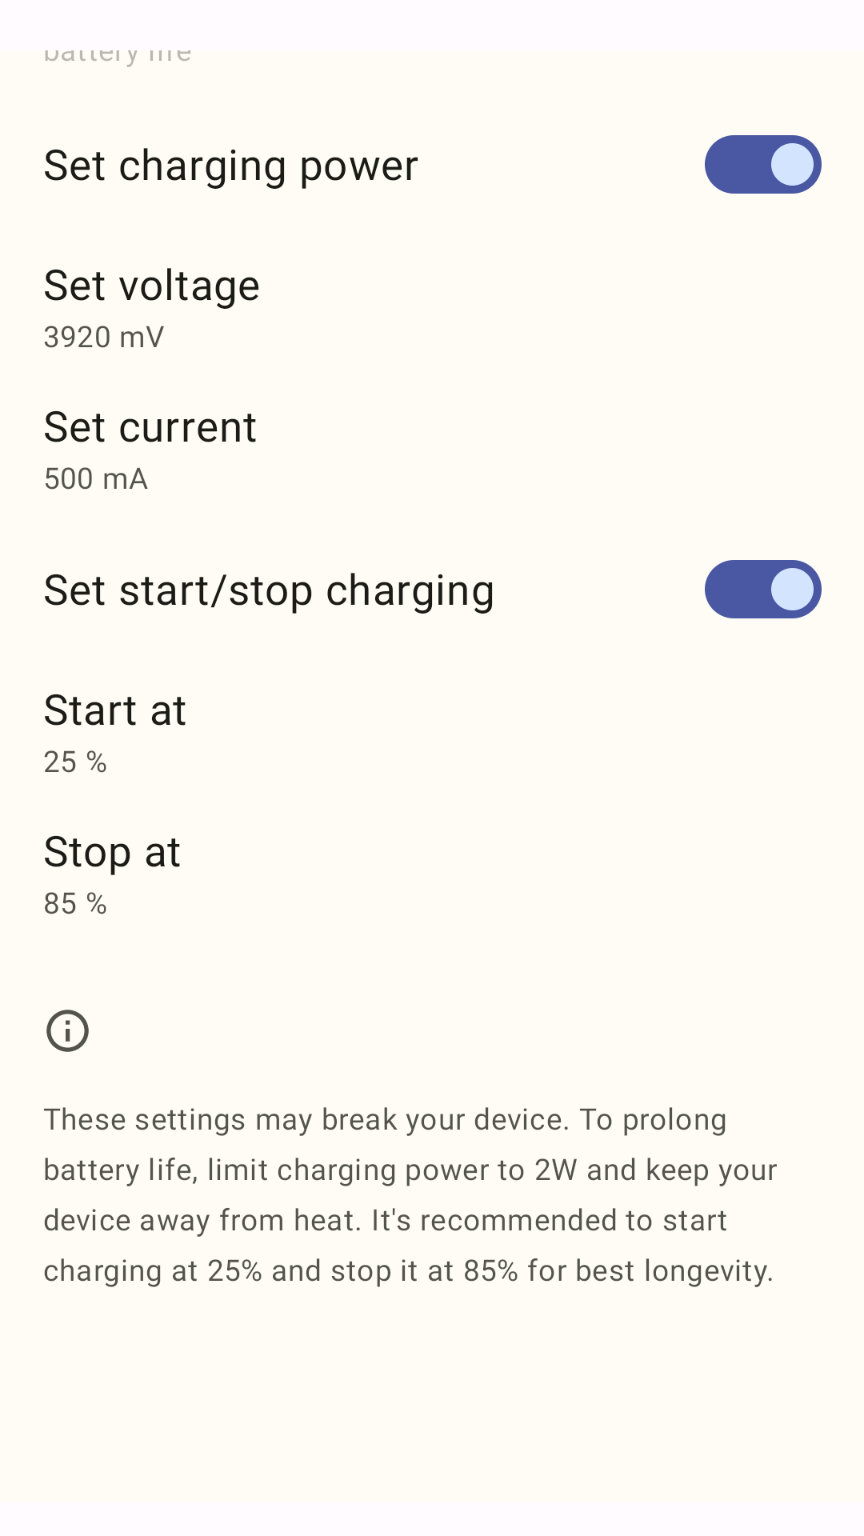 battery life
Set charging power
Set voltage
3920 mV
Set current
500 mA
Set start/stop charging
Start at
25 %
Stop at
85 %
These settings may break your device. To prolong
battery life, limit charging power to 2W and keep your
device away from heat. It's recommended to start
charging at 25% and stop it at 85% for best longevity.